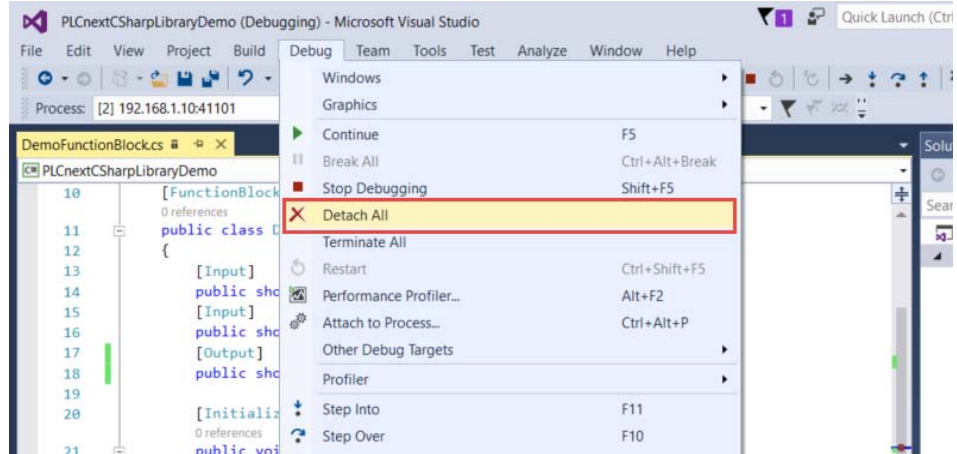 PLCnextCSharpLibraryDemo (Debugging) - Microsoft Visual Studio
1
Quick Launch (Ctrl
File Edit View Project Build Debug Team Tools Test Analyze Window Help
Process: [2] 192.168.1.10:41101
DemoFunctionBlock.cs
PLCnextCSharpLibraryDemo
10 [FunctionBlock
0 references
11 public class D
12 {
13 [Input]
14 public sho
15 [Input]
16 public sho
17 [Output]
18 public sho
19
20 [Initializ
0 references
21 public voi
Windows
Graphics
Continue F5
Break All Ctrl+Alt+Break
Stop Debugging Shift+F5
Detach All
Terminate All
Restart Ctrl+Shift+F5
Performance Profiler... Alt+F2
Attach to Process... Ctrl+Alt+P
Other Debug Targets
Profiler
Step Into F11
Step Over F10
Solu
Sear